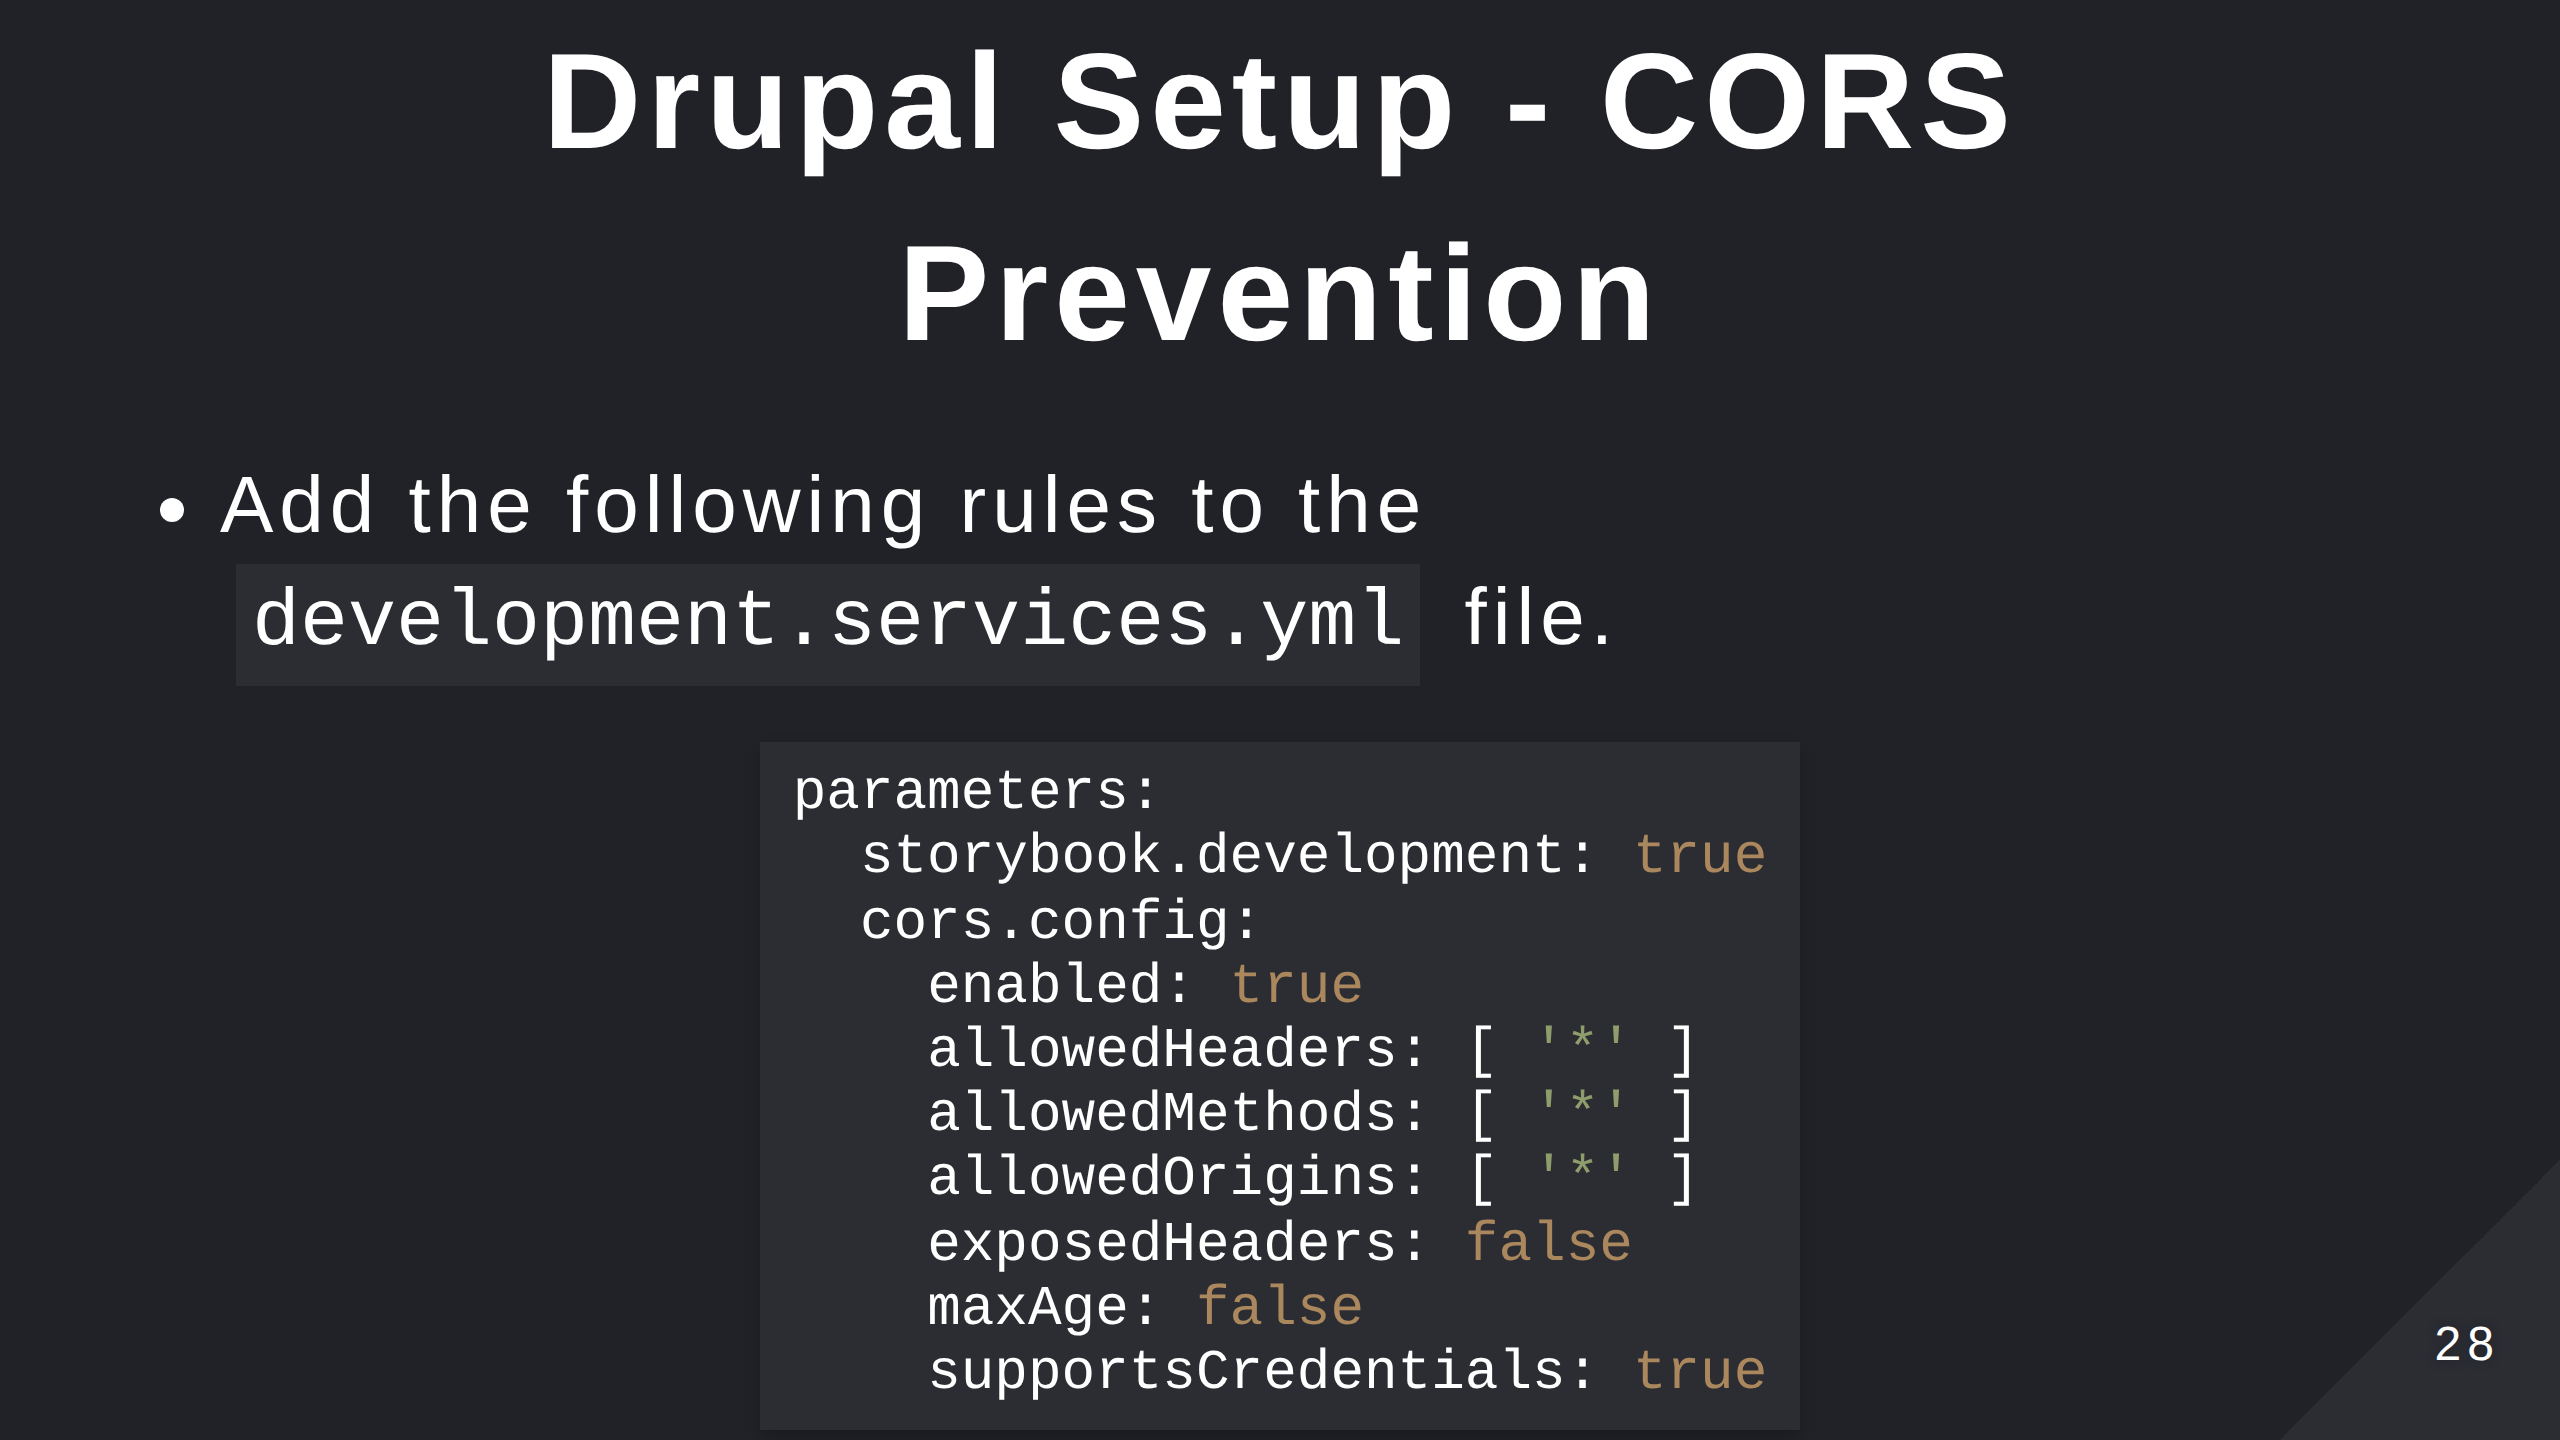 Drupal Setup - CORS
Prevention
• Add the following rules to the
development.services.yml file.
parameters:
  storybook.development: true
  cors.config:
    enabled: true
    allowedHeaders: [ '*' ]
    allowedMethods: [ '*' ]
    allowedOrigins: [ '*' ]
    exposedHeaders: false
    maxAge: false
    supportsCredentials: true
28